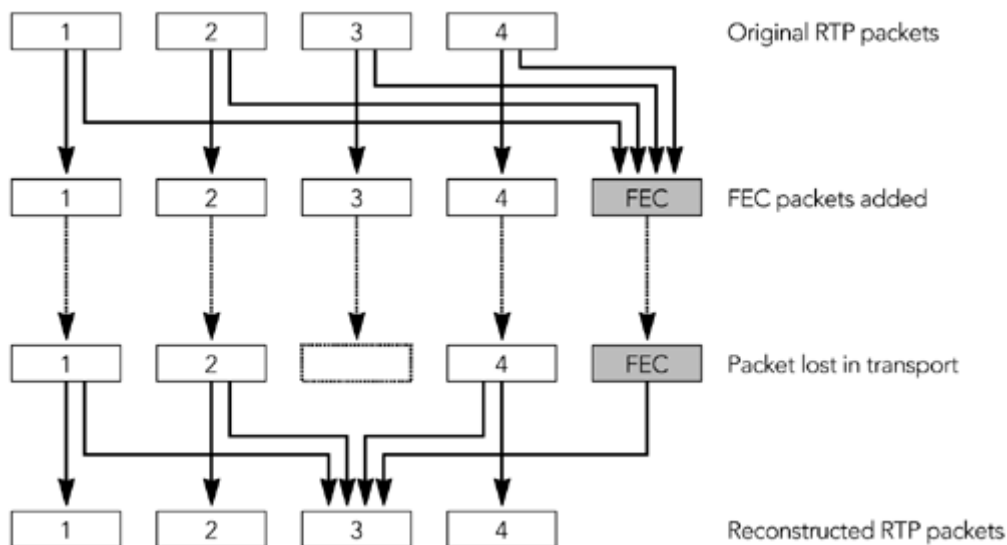 1 2 3 4 Original RTP packets
1 2 3 4 FEC FEC packets added
1 2 4 FEC Packet lost in transport
1 2 3 4 Reconstructed RTP packets